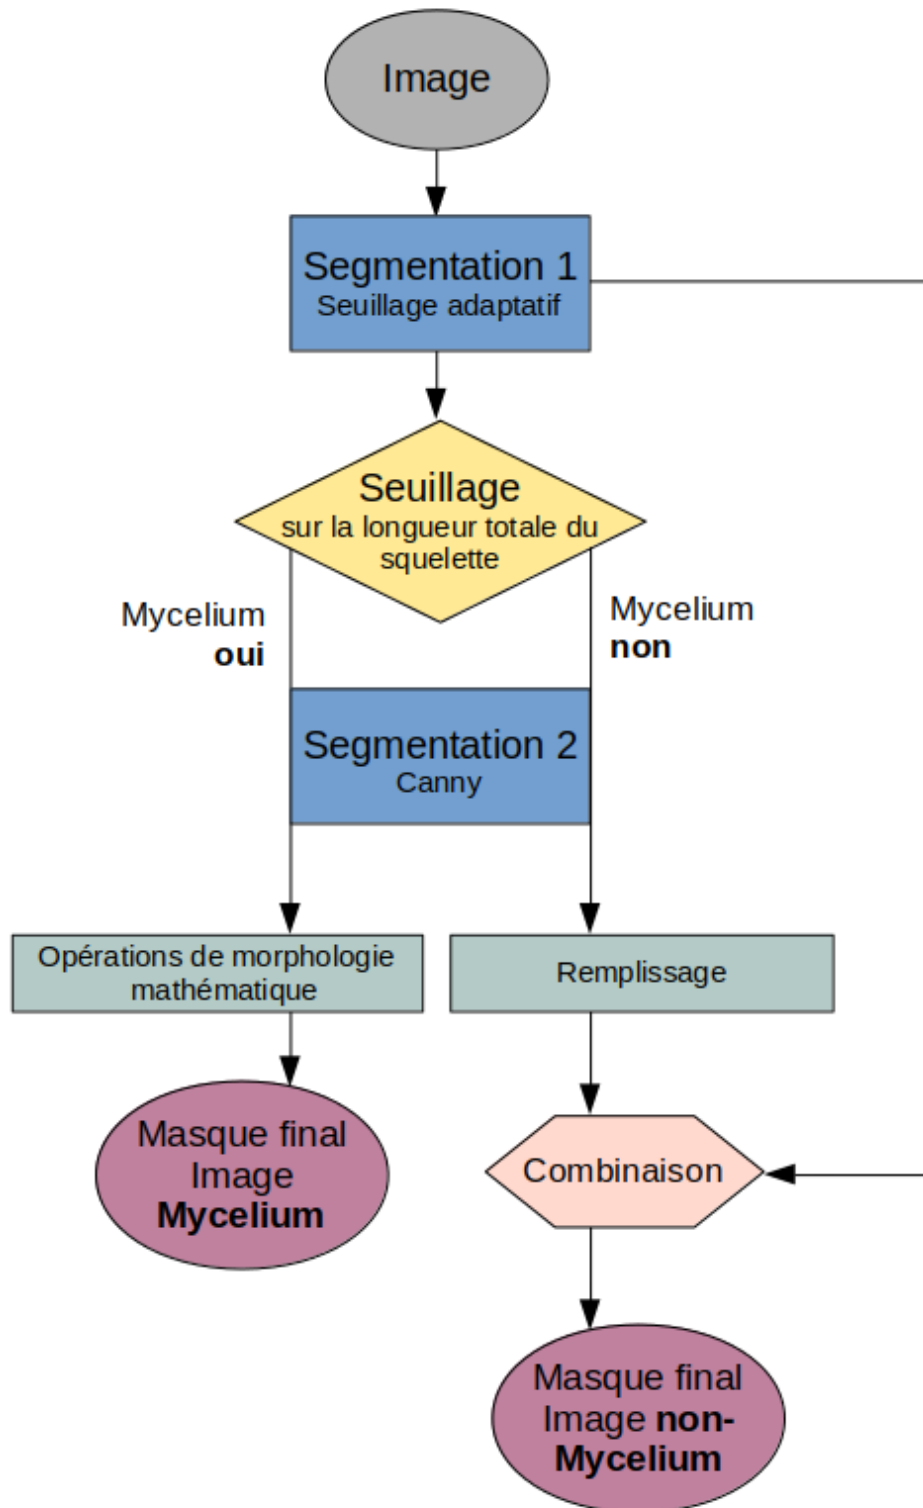 Image
Segmentation 1
Seuillage adaptatif
Seuillage
sur la longueur totale du
squelette
Mycelium
oui
Mycelium
non
Segmentation 2
Canny
Opérations de morphologie
mathématique
Remplissage
Masque final
Image
Mycelium
Combinaison
Masque final
Image non-
Mycelium